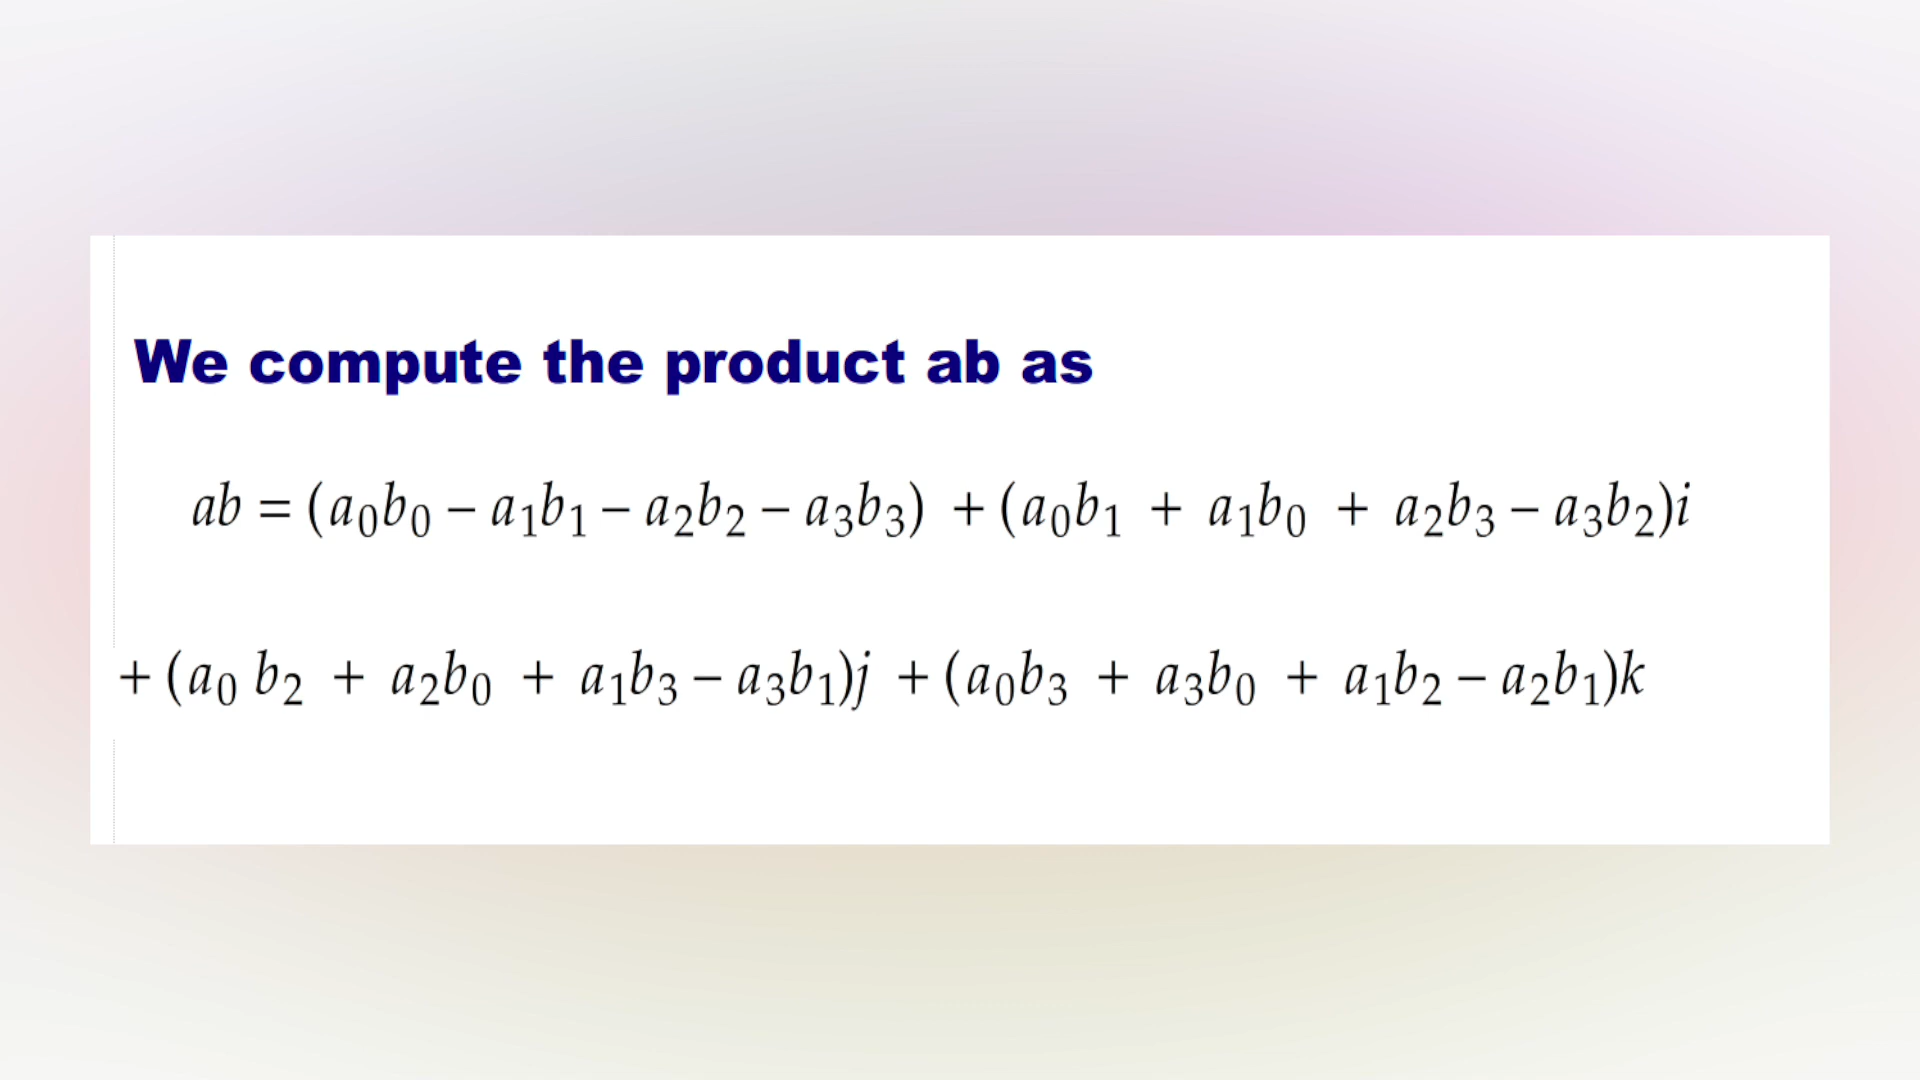 We compute the product ab as
ab = (a₀b₀ – a₁b₁ – a₂b₂ – a₃b₃) + (a₀b₁ + a₁b₀ + a₂b₃ – a₃b₂)i
+ (a₀ b₂ + a₂b₀ + a₁b₃ – a₃b₁)j + (a₀b₃ + a₃b₀ + a₁b₂ – a₂b₁)k